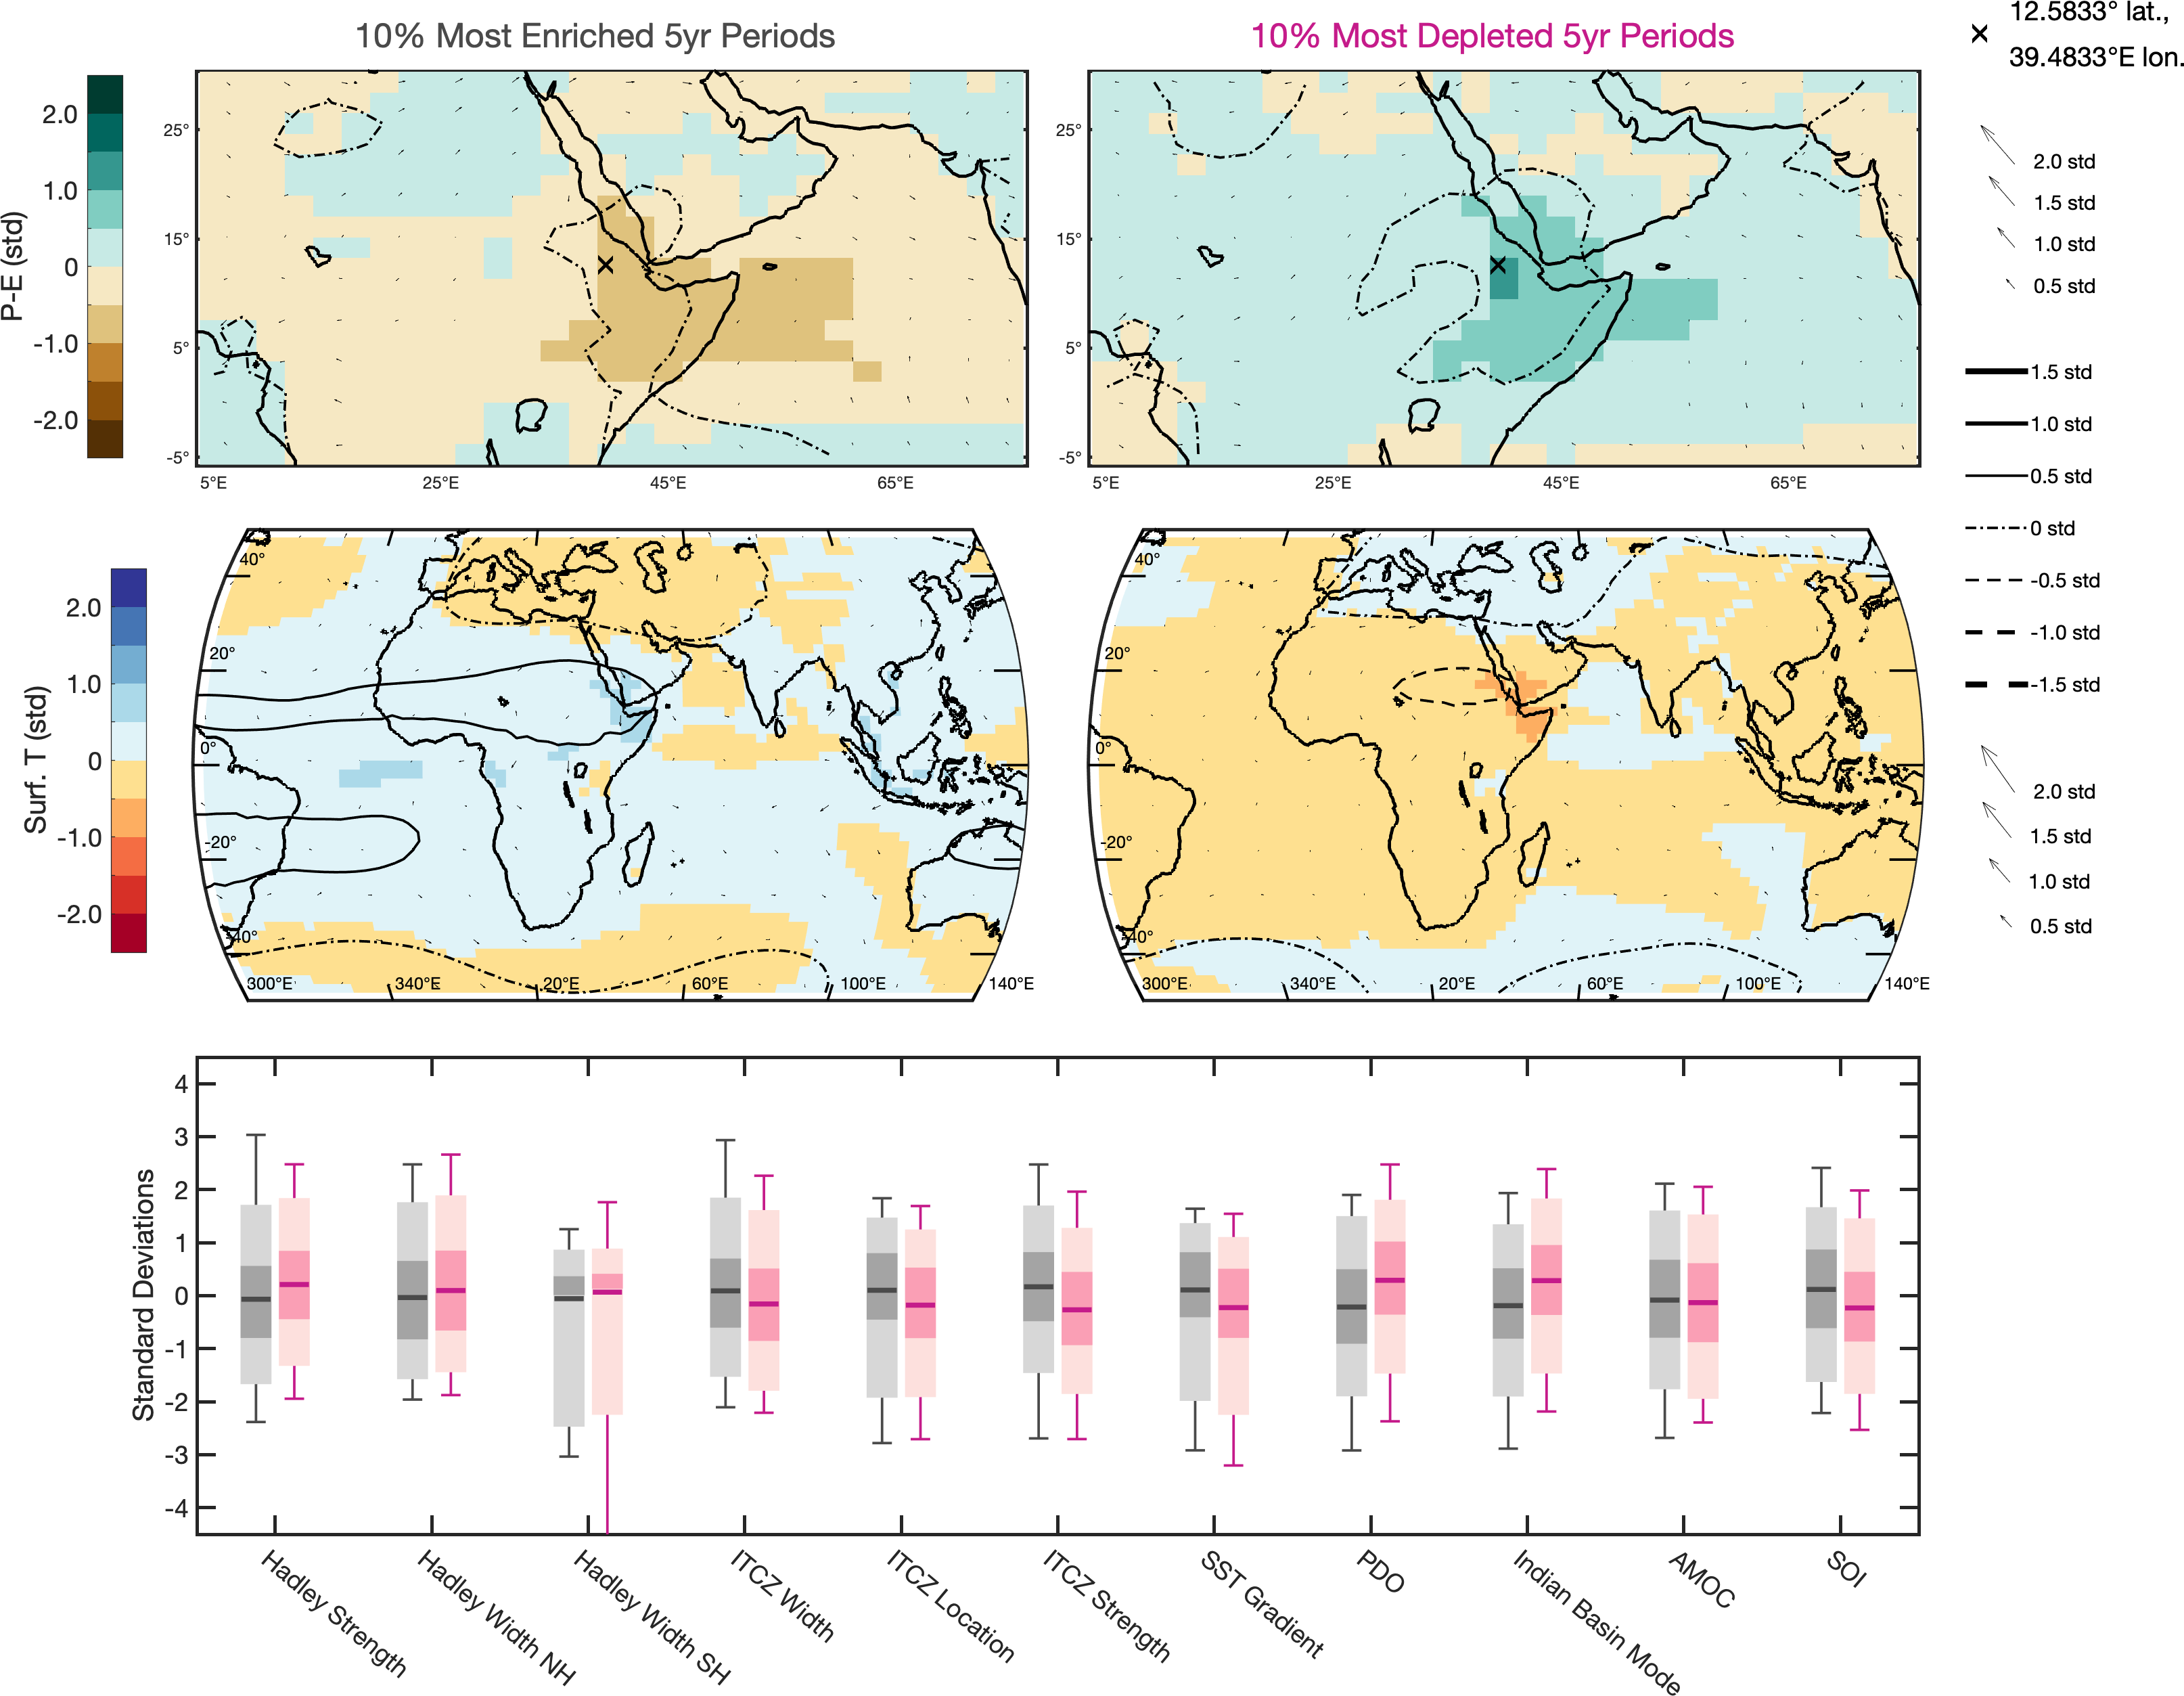 10% Most Enriched 5yr Periods
10% Most Depleted 5yr Periods
12.5833° lat.,
39.4833°E lon.
P-E (std)
2.0
1.0
0
-1.0
-2.0
25°
15°
5°
-5°
5°E
25°E
45°E
65°E
25°
15°
5°
-5°
5°E
25°E
45°E
65°E
2.0 std
1.5 std
1.0 std
0.5 std
1.5 std
1.0 std
0.5 std
0 std
-0.5 std
-1.0 std
-1.5 std
2.0 std
1.5 std
1.0 std
0.5 std
Surf. T (std)
2.0
1.0
0
-1.0
-2.0
40°
20°
0°
-20°
-40°
300°E
340°E
20°E
60°E
100°E
140°E
40°
20°
0°
-20°
-40°
300°E
340°E
20°E
60°E
100°E
140°E
Standard Deviations
4
3
2
1
0
-1
-2
-3
-4
Hadley Strength
Hadley Width NH
Hadley Width SH
ITCZ Width
ITCZ Location
ITCZ Strength
SST Gradient
PDO
Indian Basin Mode
AMOC
SOI